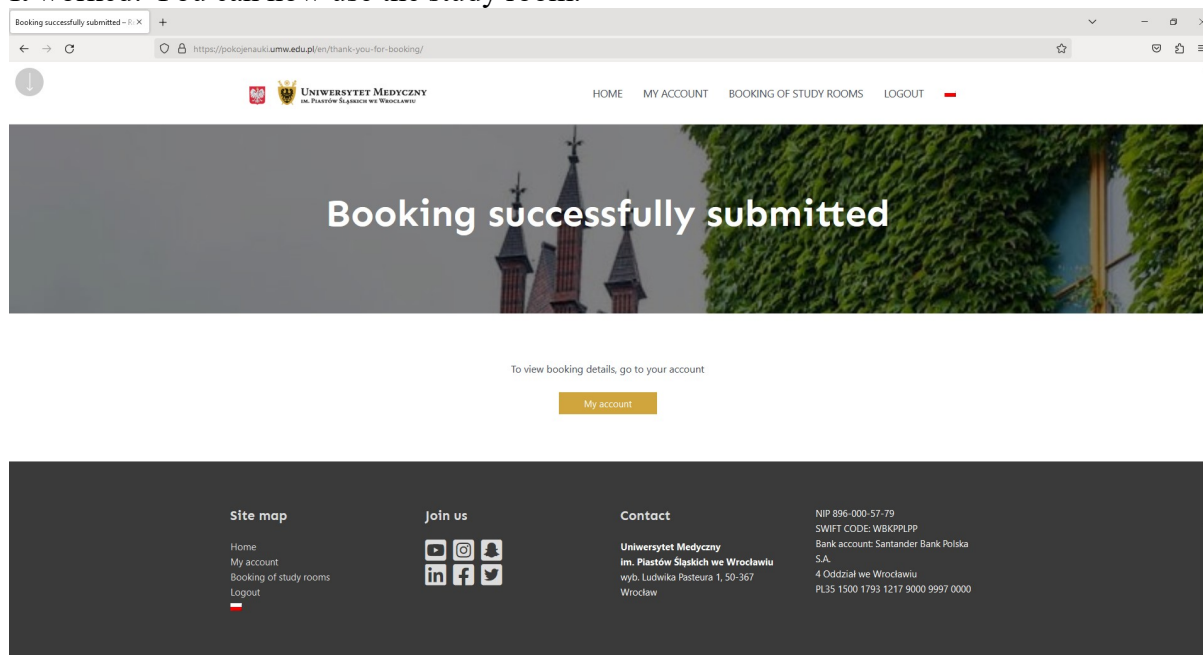 Booking successfully submitted – R
https://pokojenauki.umw.edu.pl/en/thank-you-for-booking/
UNIWERSYTET MEDYCZNY
IM. PIASTÓW ŚLĄSKICH WE WROCŁAWIU
HOME MY ACCOUNT BOOKING OF STUDY ROOMS LOGOUT
Booking successfully submitted
To view booking details, go to your account
My account
Site map
Home
My account
Booking of study rooms
Logout
Join us
Contact
Uniwersytet Medyczny
im. Piastów Śląskich we Wrocławiu
wyb. Ludwika Pasteura 1, 50-367
Wrocław
NIP 896-000-57-79
SWIFT CODE: WBKPPLPP
Bank account: Santander Bank Polska
S.A.
4 Oddział we Wrocławiu
PL35 1500 1793 1217 9000 9997 0000